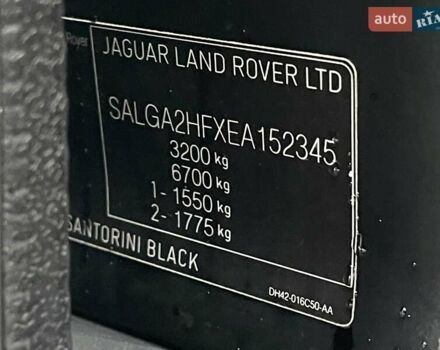 auto RIA
Rover
JAGUAR LAND ROVER LTD
SALGA2HFXEA152345
3200 kg
6700 kg
1- 1550 kg
2- 1775 kg
SANTORINI BLACK
DH42-016C50-AA